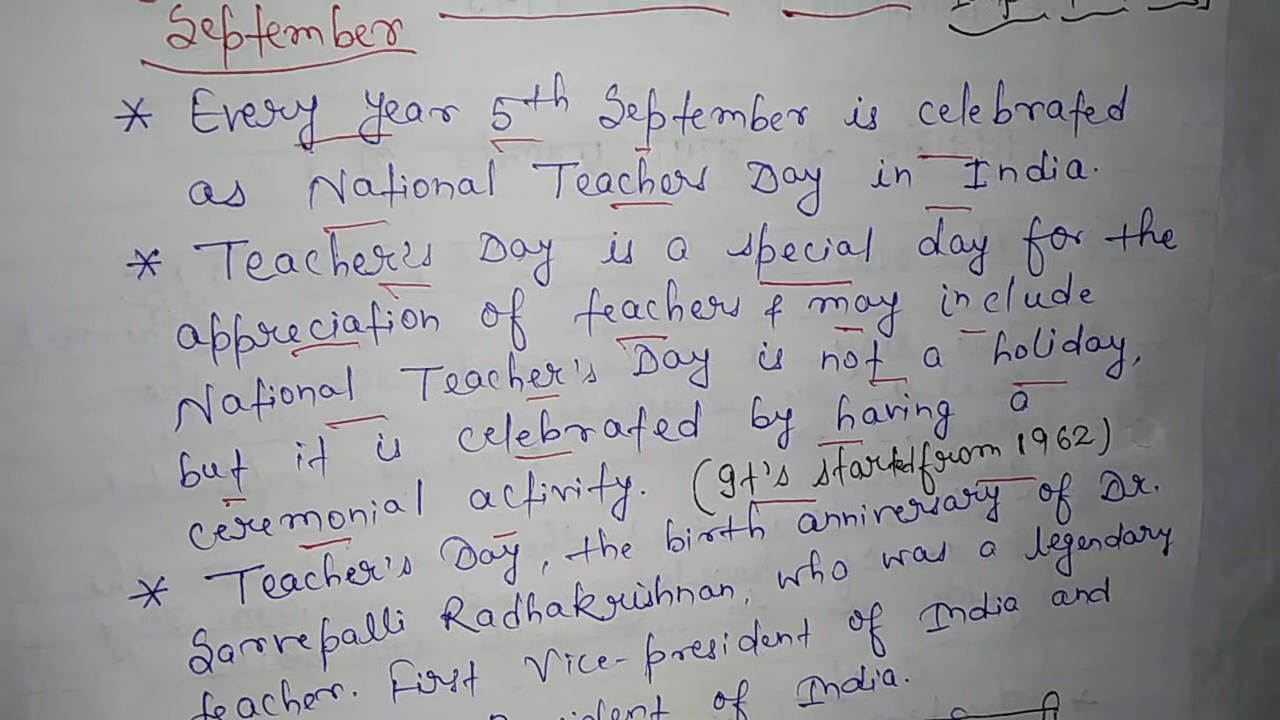 September
* Every year 5th September is celebrated
as National Teachers Day in India.
* Teacher's Day is a special day for the
appreciation of teachers & may include
National Teacher's Day is not a holiday,
but it is celebrated by having a
ceremonial activity. (It's started from 1962)
* Teacher's Day, the birth anniversary of Dr.
Sarvepalli Radhakrishnan, who was a legendary
teacher. First Vice-president of India and
of India.